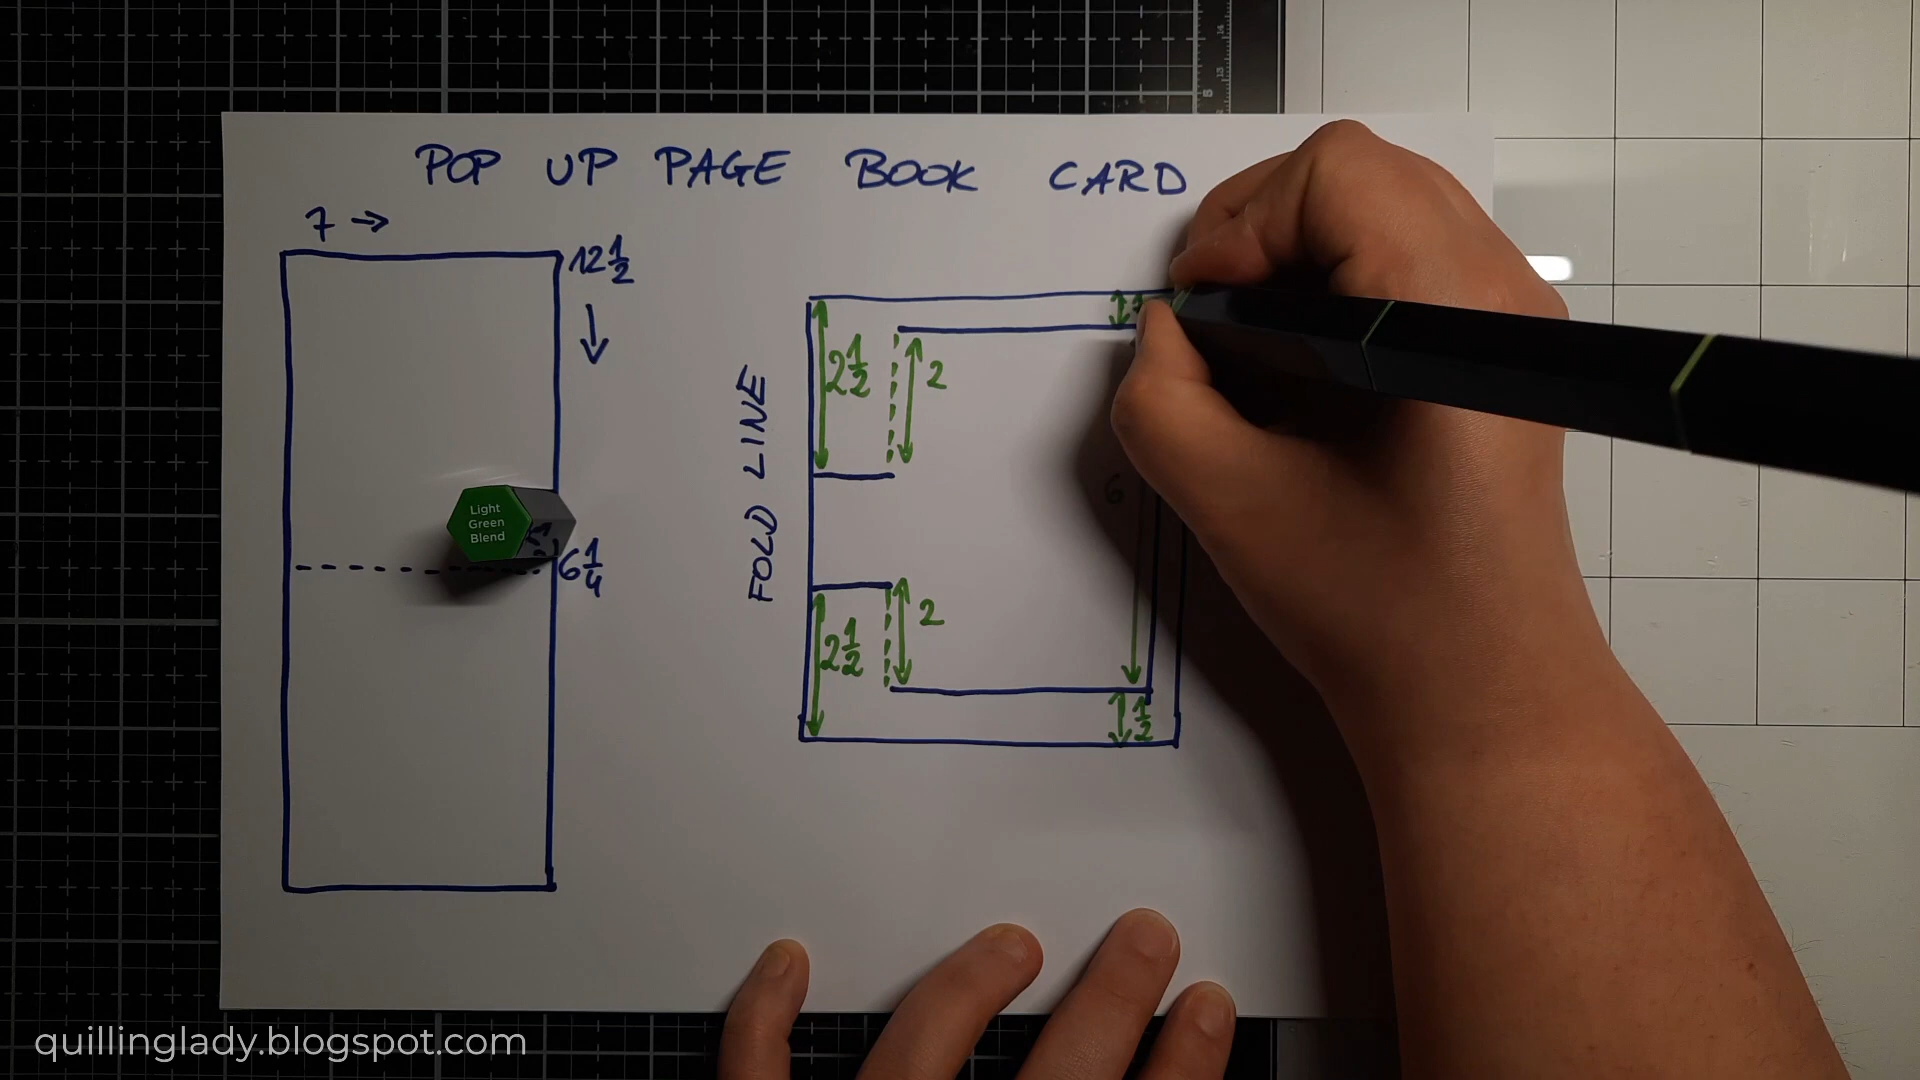 POP UP PAGE BOOK CARD
7 →
12 1/2
6 1/4
Light
Green
Blend
FOLD LINE
2 1/2
2
6
2 1/2
2
1/2
quillinglady.blogspot.com